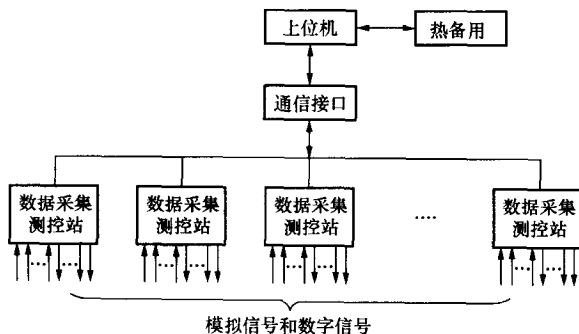 上位机
热备用
通信接口
数据采集
测控站
数据采集
测控站
数据采集
测控站
数据采集
测控站
模拟信号和数字信号